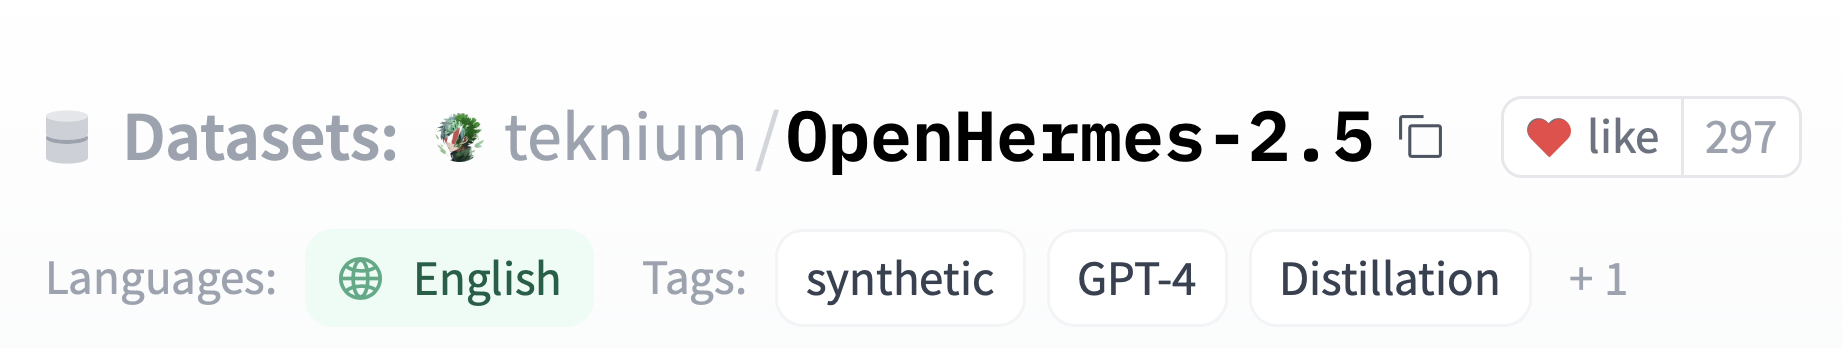 Datasets: teknium/OpenHermes-2.5 like 297
Languages: English Tags: synthetic GPT-4 Distillation + 1